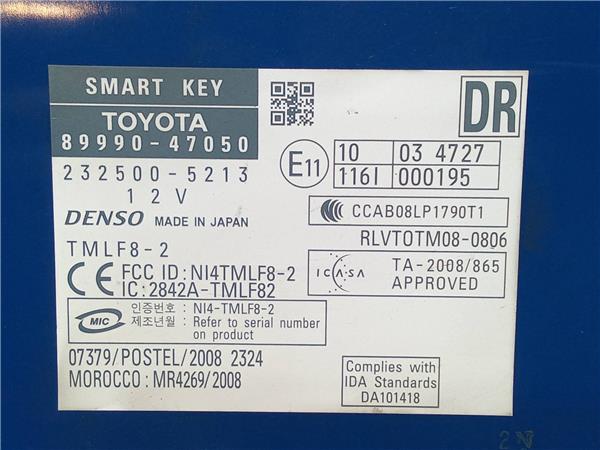 SMART KEY
TOYOTA
89990-47050
DR
232500-5213
12V
E11
10 03 4727
116I 000195
DENSO MADE IN JAPAN
CCAB08LP1790T1
RLVTOTM08-0806
TMLF8-2
CE FCC ID: NI4TMLF8-2
IC:2842A-TMLF82
ICASA
TA-2008/865
APPROVED
MIC
인증번호: NI4-TMLF8-2
제조년월: Refer to serial number
on product
07379/POSTEL/2008 2324
MOROCCO: MR4269/2008
Complies with
IDA Standards
DA101418
2N